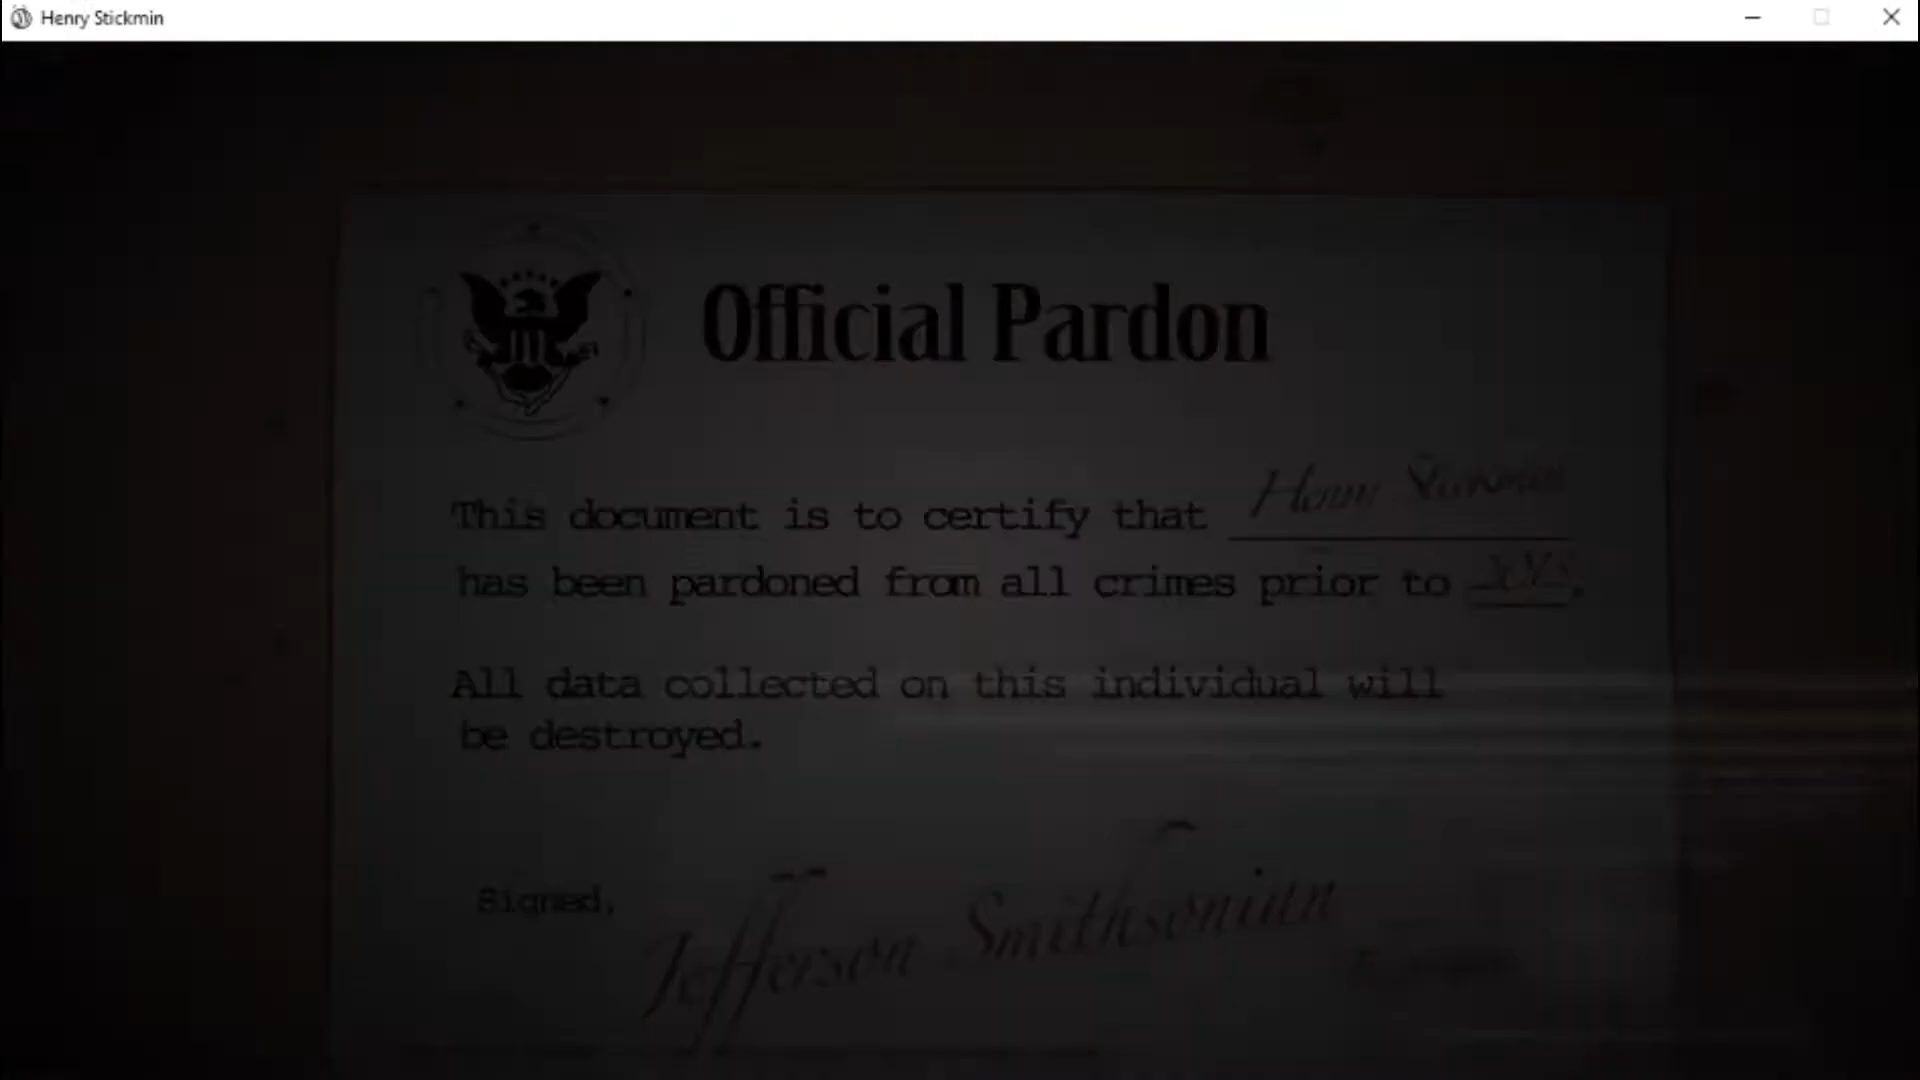 Henry Stickmin
Official Pardon
This document is to certify that Henry Stickmin
has been pardoned from all crimes prior to
All data collected on this individual will
be destroyed.
Signed,
Jefferson Smithsonian